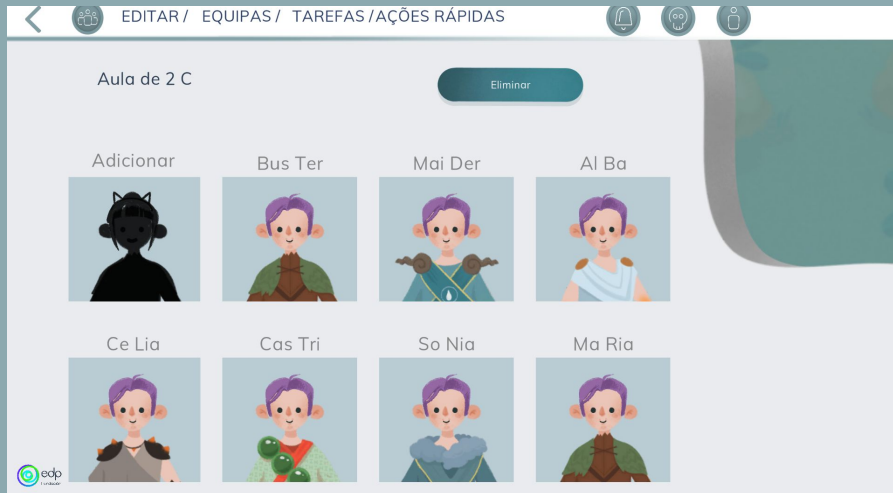 EDITAR / EQUIPAS / TAREFAS /AÇÕES RÁPIDAS
Aula de 2 C
Eliminar
Adicionar
Bus Ter
Mai Der
Al Ba
Ce Lia
Cas Tri
So Nia
Ma Ria
edp